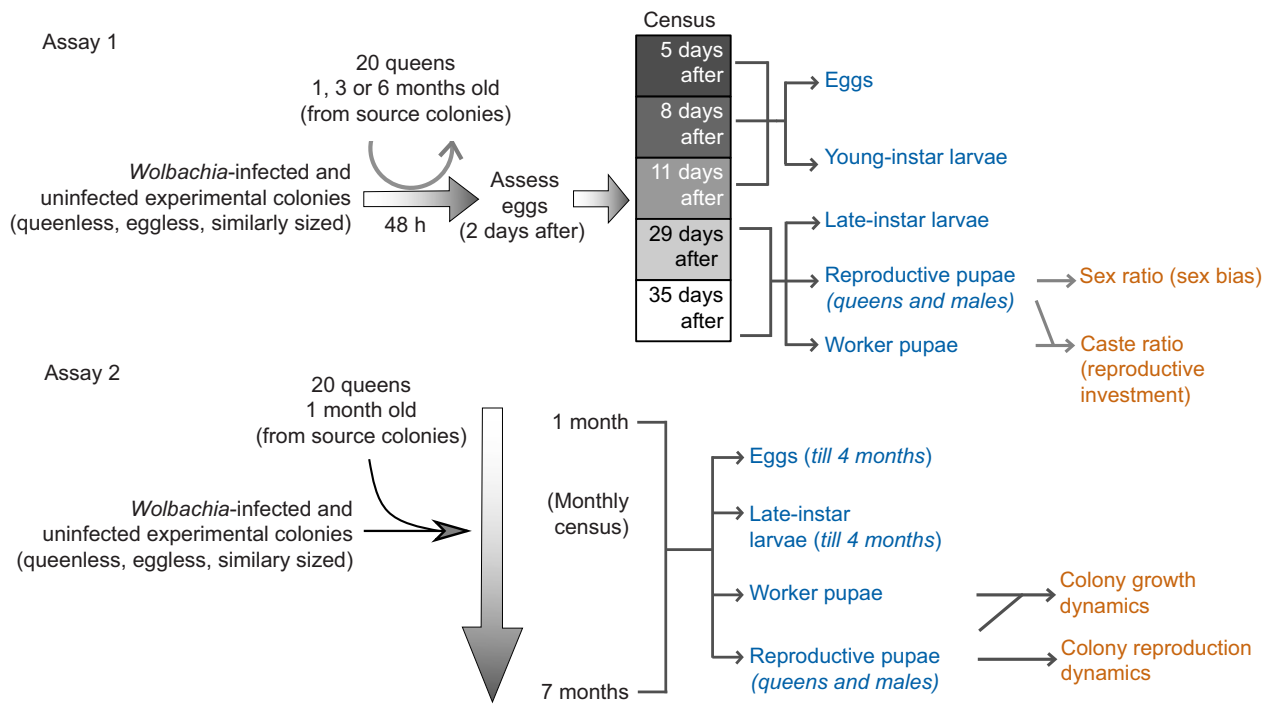 Assay 1
20 queens
1, 3 or 6 months old
(from source colonies)
Wolbachia-infected and
uninfected experimental colonies
(queenless, eggless, similarly sized)
48 h
Assess
eggs
(2 days after)
Census
5 days
after
8 days
after
11 days
after
29 days
after
35 days
after
Eggs
Young-instar larvae
Late-instar larvae
Reproductive pupae
(queens and males)
Worker pupae
Sex ratio (sex bias)
Caste ratio
(reproductive
investment)
Assay 2
20 queens
1 month old
(from source colonies)
Wolbachia-infected and
uninfected experimental colonies
(queenless, eggless, similary sized)
1 month
(Monthly
census)
7 months
Eggs (till 4 months)
Late-instar
larvae (till 4 months)
Worker pupae
Reproductive pupae
(queens and males)
Colony growth
dynamics
Colony reproduction
dynamics